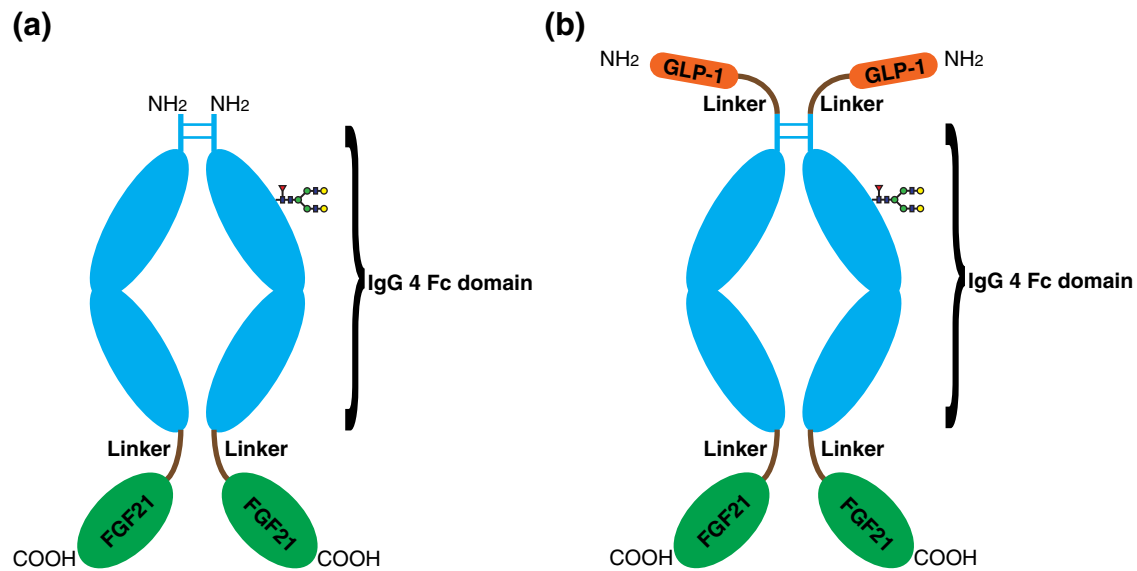 (a)
NH2 NH2
IgG 4 Fc domain
Linker Linker
FGF21 FGF21
COOH COOH
(b)
NH2 GLP-1 GLP-1 NH2
Linker Linker
IgG 4 Fc domain
Linker Linker
FGF21 FGF21
COOH COOH